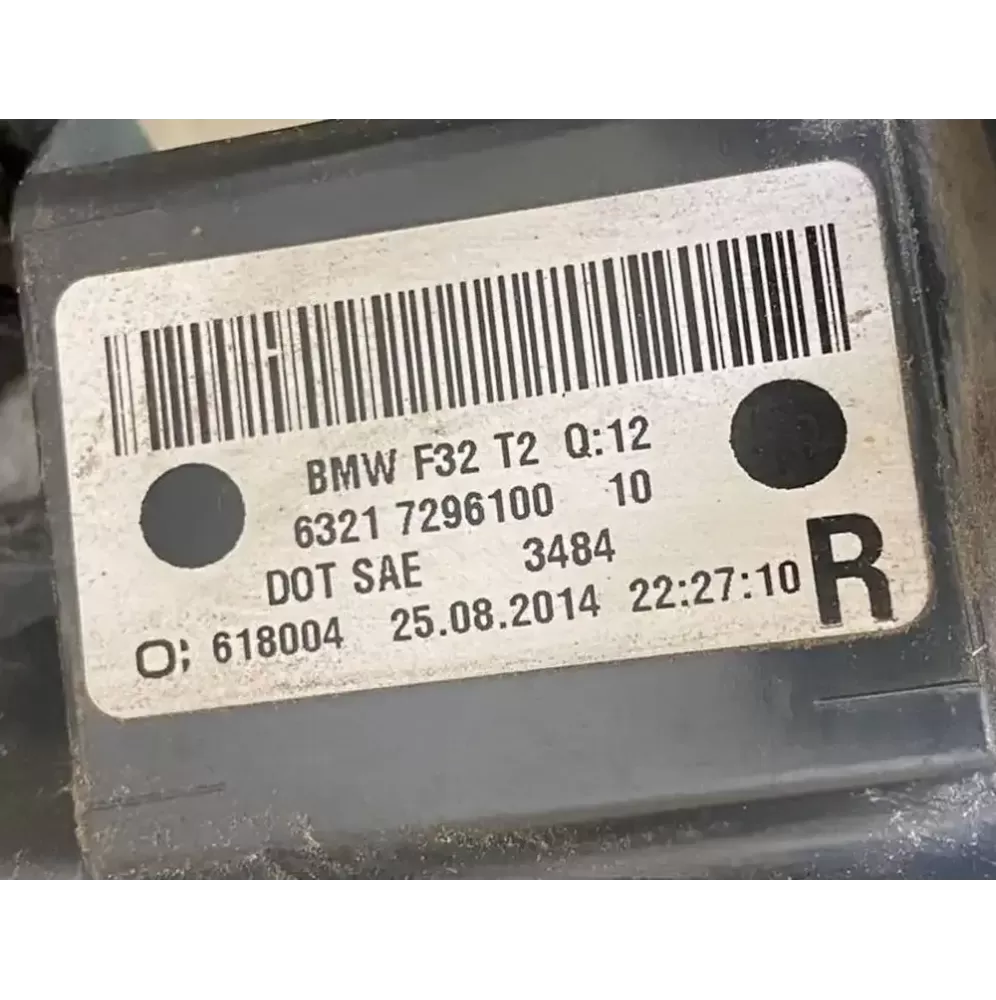 BMW F32 T2 Q:12
6321 7296100 10
DOT SAE 3484
O; 618004 25.08.2014 22:27:10 R